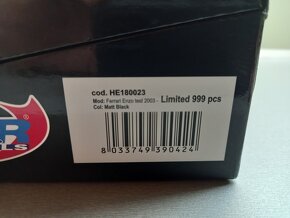 cod. HE180023
Mod: Ferrari Enzo test 2003 - Limited 999 pcs
Col: Matt Black
8 033749 390424